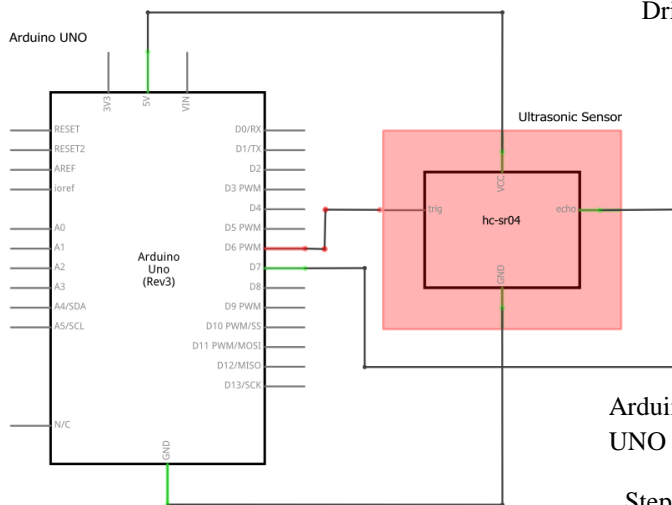 Arduino UNO
3V3
5V
VIN
RESET
RESET2
AREF
ioref
A0
A1
A2
A3
A4/SDA
A5/SCL
N/C
Arduino
Uno
(Rev3)
D0/RX
D1/TX
D2
D3 PWM
D4
D5 PWM
D6 PWM
D7
D8
D9 PWM
D10 PWM/SS
D11 PWM/MOSI
D12/MISO
D13/SCK
GND
Ultrasonic Sensor
VCC
trig
hc-sr04
echo
GND
UNO
Step